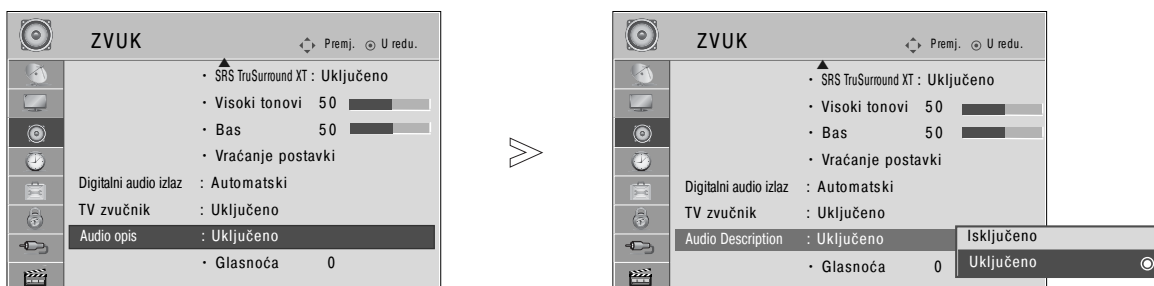 ZVUK
Premj. U redu.
• SRS TruSurround XT : Uključeno
• Visoki tonovi 50
• Bas 50
• Vraćanje postavki
Digitalni audio izlaz : Automatski
TV zvučnik : Uključeno
Audio opis : Uključeno
• Glasnoća 0
ZVUK
Premj. U redu.
• SRS TruSurround XT : Uključeno
• Visoki tonovi 50
• Bas 50
• Vraćanje postavki
Digitalni audio izlaz : Automatski
TV zvučnik : Uključeno
Audio Description : Uključeno
• Glasnoća 0
Isključeno
Uključeno